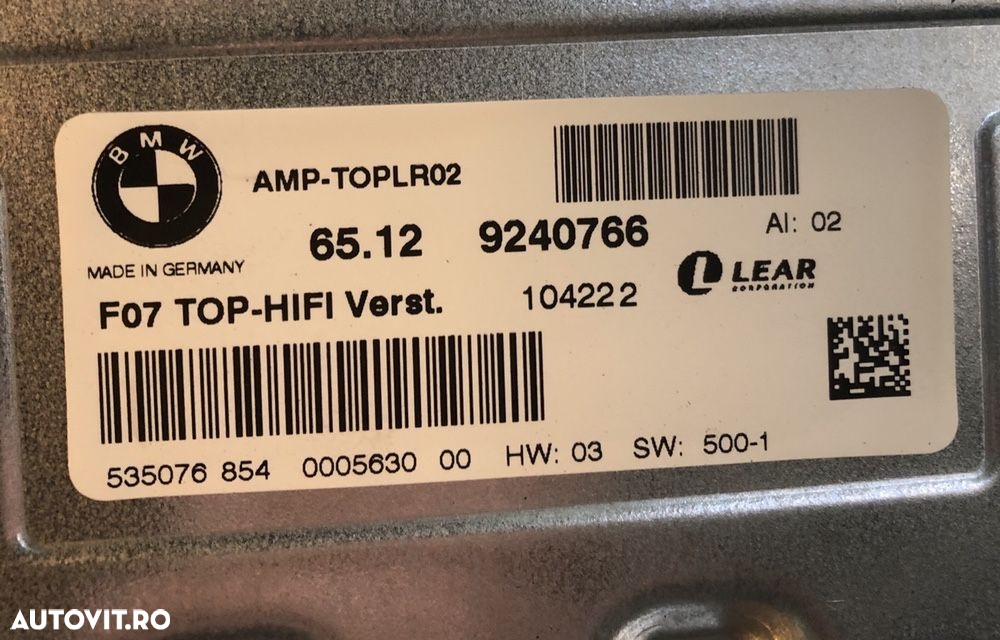 BMW
AMP-TOPLR02
65.12 9240766
AI: 02
MADE IN GERMANY
LEAR
CORPORATION
F07 TOP-HIFI Verst. 104222
535076 854 0005630 00 HW: 03 SW: 500-1
AUTOVIT.RO